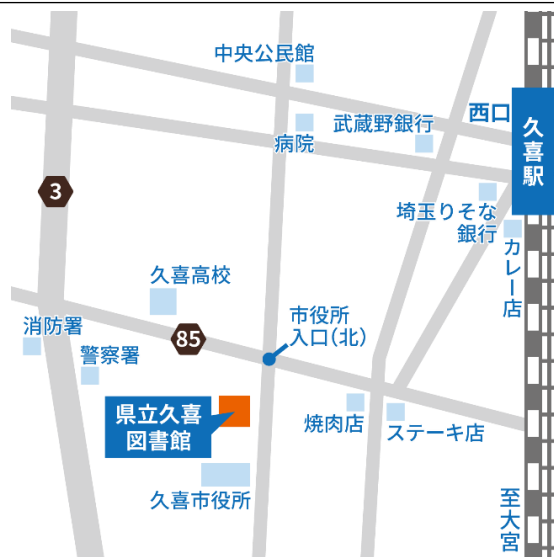 中央公民館
西口
久喜駅
武蔵野銀行
病院
3
埼玉りそな
銀行
カレー店
久喜高校
市役所
入口(北)
消防署
85
警察署
県立久喜
図書館
焼肉店
ステーキ店
久喜市役所
至大宮